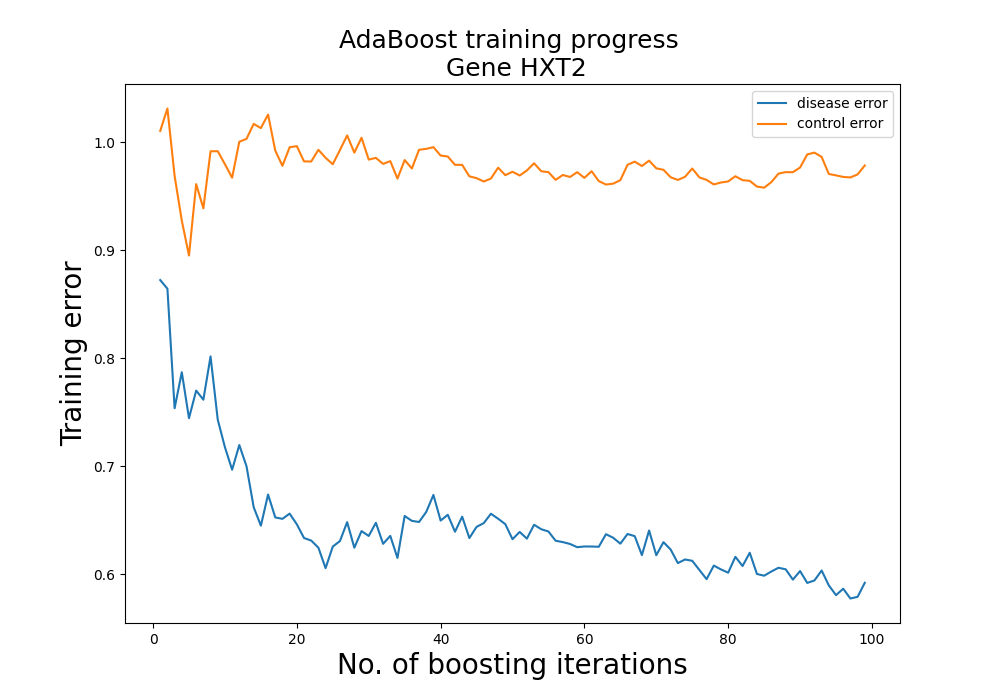 AdaBoost training progress
Gene HXT2
disease error
control error
Training error
1.0
0.9
0.8
0.7
0.6
0
20
40
60
80
100
No. of boosting iterations